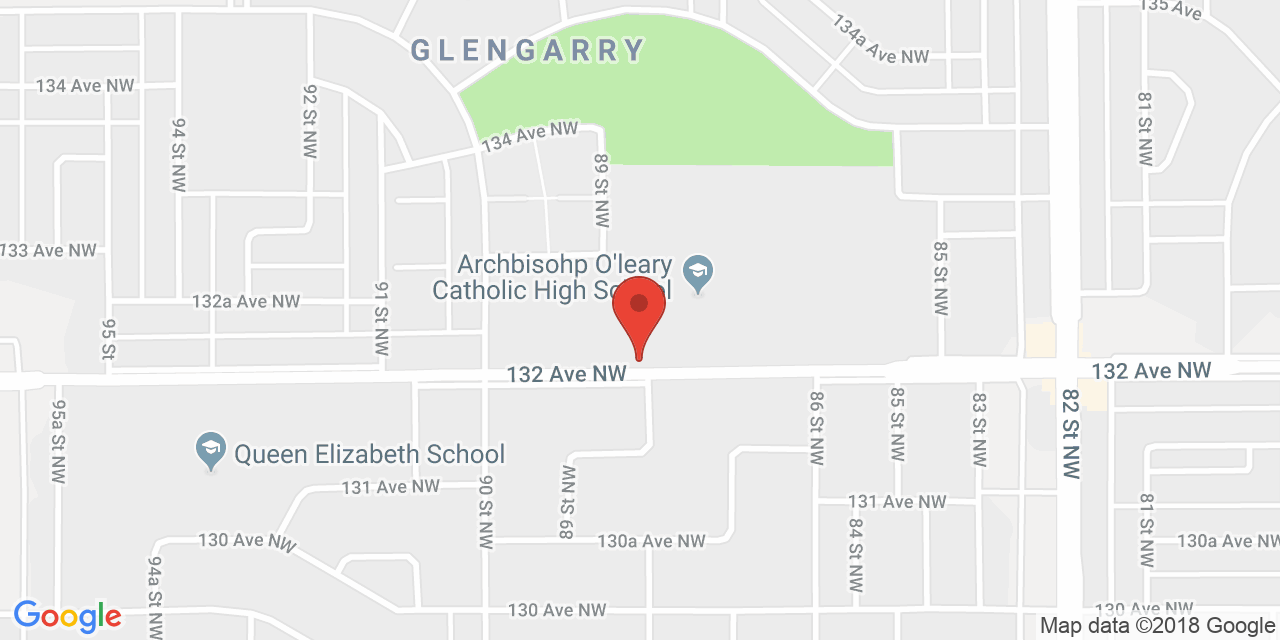 135 Ave
GLENGARRY
134a Ave NW
134 Ave NW
92 St NW
81 St NW
94 St NW
134 Ave NW
89 St NW
133 Ave NW
Archbisohp O'leary
Catholic High School
85 St NW
132a Ave NW
91 St NW
95 St
132 Ave NW
132 Ave NW
82 St NW
95a St NW
86 St NW
85 St NW
83 St NW
Queen Elizabeth School
131 Ave NW
90 St NW
89 St NW
131 Ave NW
81 St NW
130 Ave NW
130a Ave NW
84 St NW
130a Ave NW
94a St NW
130 Ave NW
130 Ave NW
Google
Map data ©2018 Google